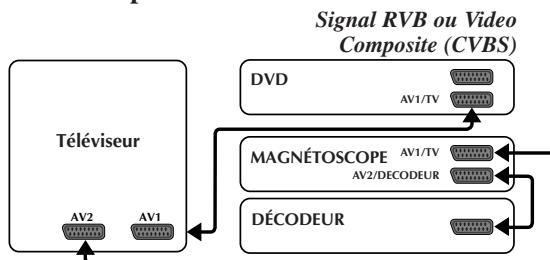 Signal RVB ou Video
Composite (CVBS)
DVD
AV1/TV
Téléviseur
MAGNÉTOSCOPE AV1/TV
AV2/DECODEUR
AV2 AV1
DÉCODEUR